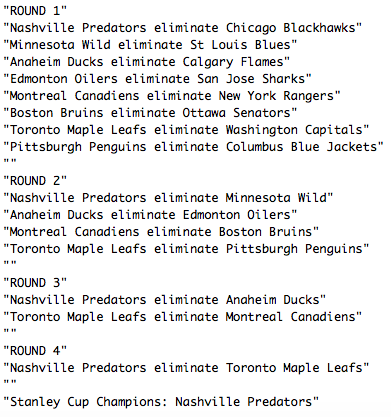 "ROUND 1"
"Nashville Predators eliminate Chicago Blackhawks"
"Minnesota Wild eliminate St Louis Blues"
"Anaheim Ducks eliminate Calgary Flames"
"Edmonton Oilers eliminate San Jose Sharks"
"Montreal Canadiens eliminate New York Rangers"
"Boston Bruins eliminate Ottawa Senators"
"Toronto Maple Leafs eliminate Washington Capitals"
"Pittsburgh Penguins eliminate Columbus Blue Jackets"
""
"ROUND 2"
"Nashville Predators eliminate Minnesota Wild"
"Anaheim Ducks eliminate Edmonton Oilers"
"Montreal Canadiens eliminate Boston Bruins"
"Toronto Maple Leafs eliminate Pittsburgh Penguins"
""
"ROUND 3"
"Nashville Predators eliminate Anaheim Ducks"
"Toronto Maple Leafs eliminate Montreal Canadiens"
""
"ROUND 4"
"Nashville Predators eliminate Toronto Maple Leafs"
""
"Stanley Cup Champions: Nashville Predators"